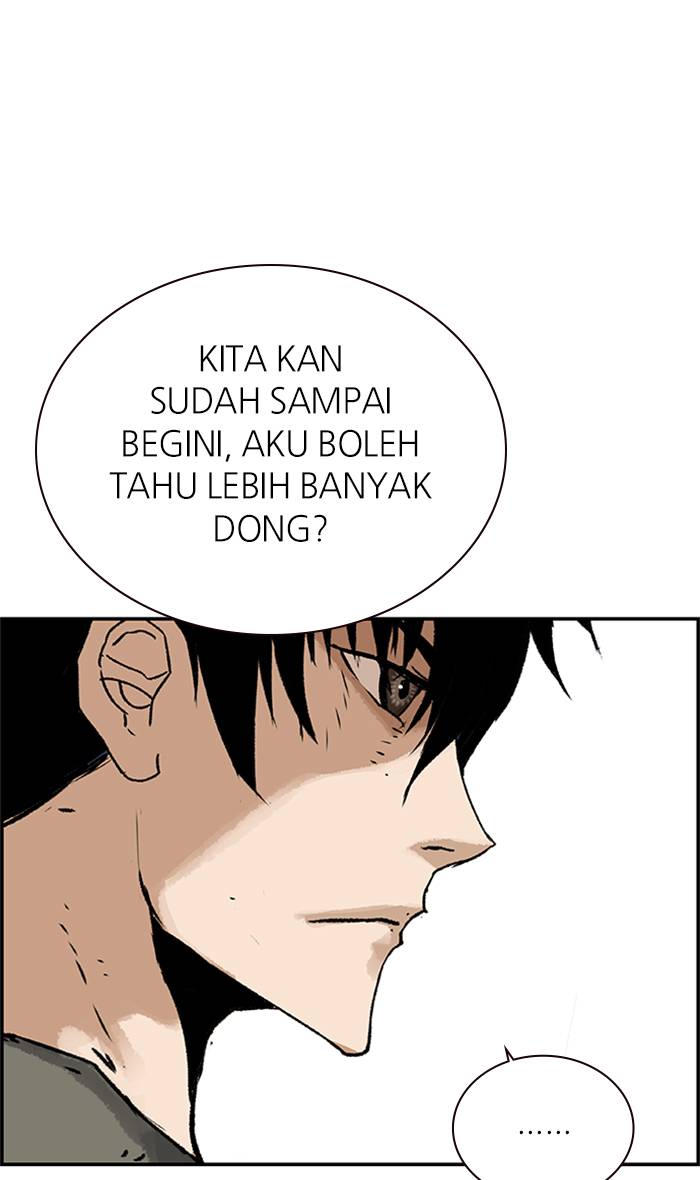 KITA KAN
SUDAH SAMPAI
BEGINI, AKU BOLEH
TAHU LEBIH BANYAK
DONG?
......